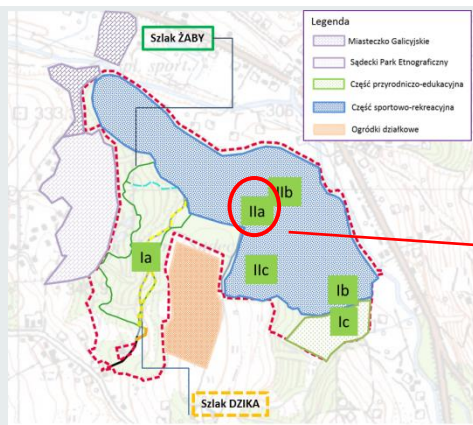 Legenda
Miasteczko Galicyjskie
Sądecki Park Etnograficzny
Część przyrodniczo-edukacyjna
Część sportowo-rekreacyjna
Ogródki działkowe
Szlak ŻABY
IIb
IIa
Ia
IIc
Ib
Ic
Szlak DZIKA